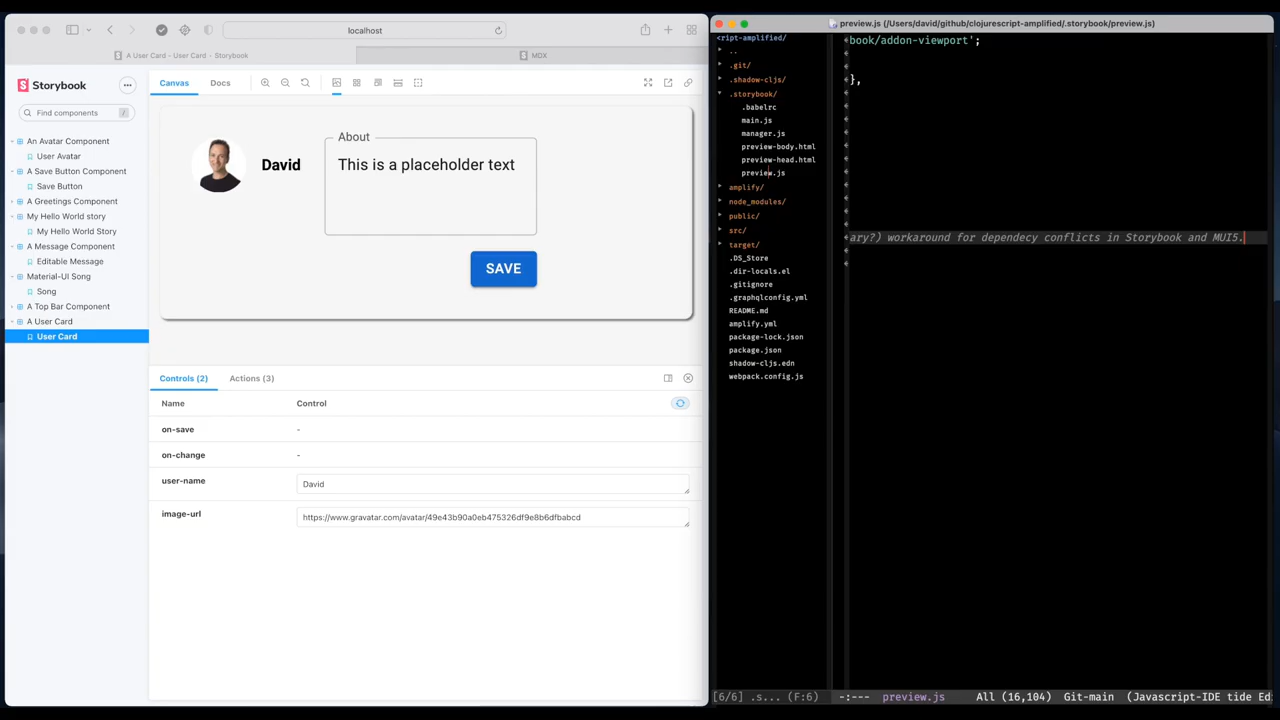 localhost
A User Card - User Card · Storybook
MDX
Storybook
Find components
/
An Avatar Component
User Avatar
A Save Button Component
Save Button
A Greetings Component
My Hello World story
My Hello World Story
A Message Component
Editable Message
Material-UI Song
Song
A Top Bar Component
A User Card
User Card
Canvas
Docs
David
About
This is a placeholder text
SAVE
Controls (2)
Actions (3)
Name
Control
on-save
-
on-change
-
user-name
David
image-url
https://www.gravatar.com/avatar/49e43b90a0eb475326df9e8b6dfbabcd
preview.js (/Users/david/github/clojurescript-amplified/.storybook/preview.js)
<ript-amplified/
..
.git/
.shadow-cljs/
.storybook/
.babelrc
main.js
manager.js
preview-body.html
preview-head.html
preview.js
amplify/
node_modules/
public/
src/
target/
.DS_Store
.dir-locals.el
.gitignore
.graphqlconfig.yml
README.md
amplify.yml
package-lock.json
package.json
shadow-cljs.edn
webpack.config.js
book/addon-viewport';
},
ary?) workaround for dependecy conflicts in Storybook and MUI5.
[6/6] .s... (F:6)
-:--- preview.js All (16,104) Git-main (Javascript-IDE tide Ed